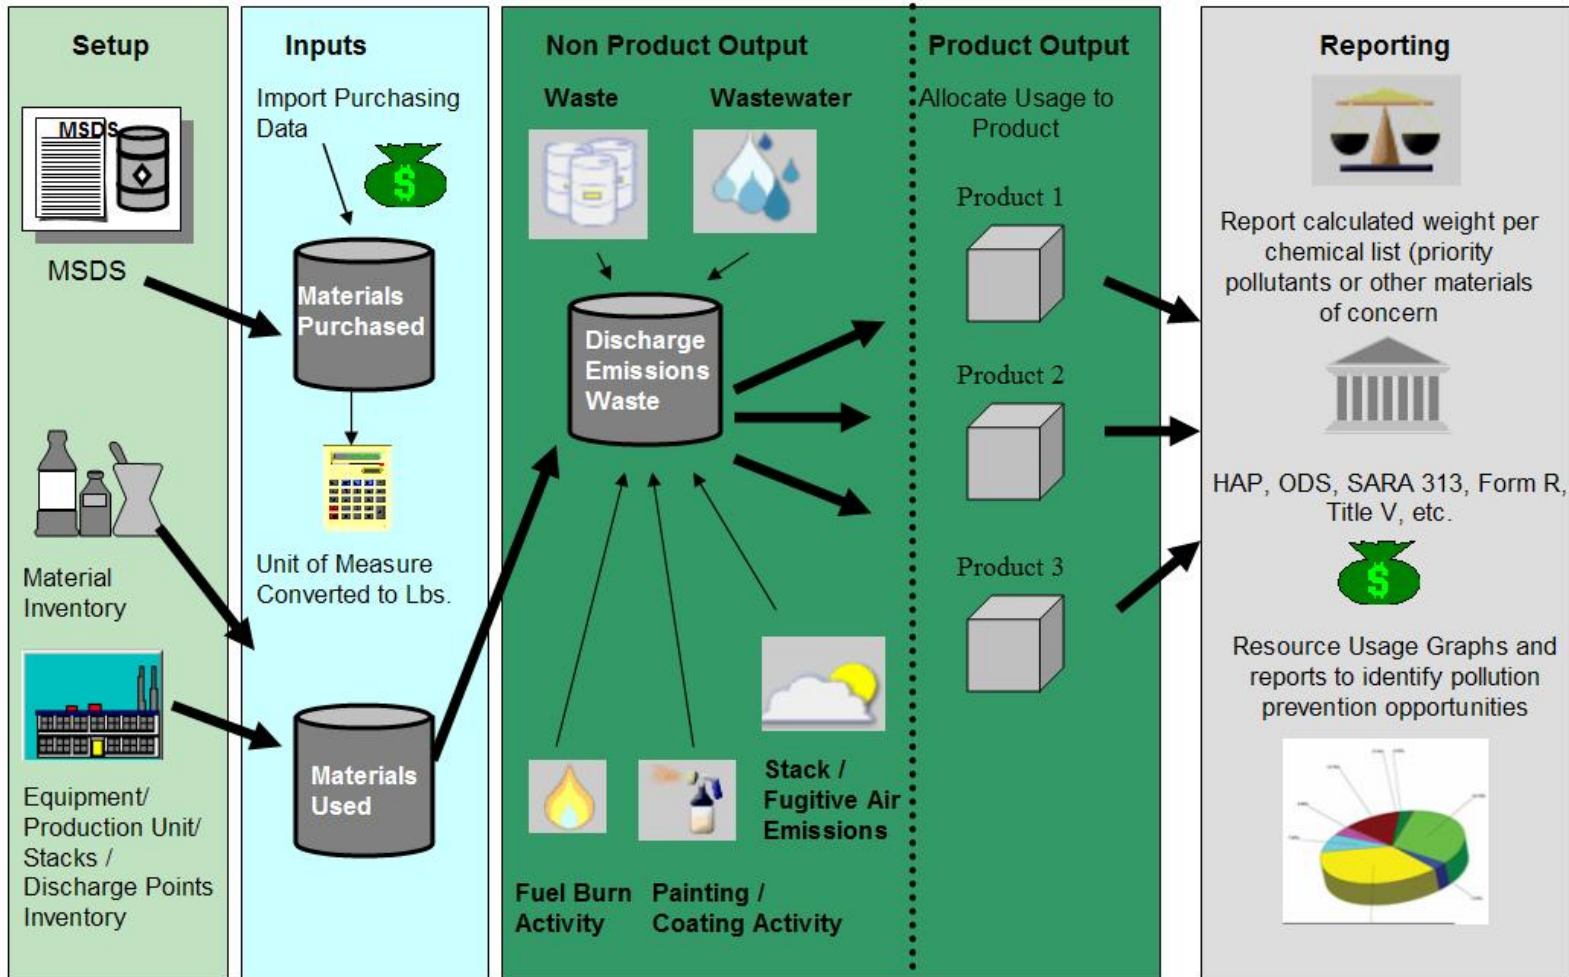 Setup
MSDS
MSDS
Material
Inventory
Equipment/
Production Unit/
Stacks /
Discharge Points
Inventory
Inputs
Import Purchasing
Data
$
Materials
Purchased
Unit of Measure
Converted to Lbs.
Materials
Used
Non Product Output
Waste
Wastewater
Discharge
Emissions
Waste
Stack /
Fugitive Air
Emissions
Fuel Burn
Activity
Painting /
Coating Activity
Product Output
Allocate Usage to
Product
Product 1
Product 2
Product 3
Reporting
Report calculated weight per
chemical list (priority
pollutants or other materials
of concern
HAP, ODS, SARA 313, Form R,
Title V, etc.
$
Resource Usage Graphs and
reports to identify pollution
prevention opportunities